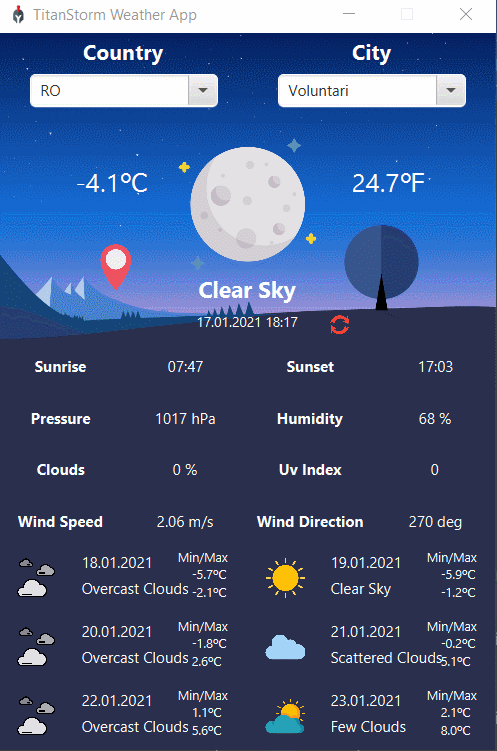 TitanStorm Weather App
Country City
RO Voluntari
-4.1ºC 24.7ºF
Clear Sky
17.01.2021 18:17
Sunrise 07:47 Sunset 17:03
Pressure 1017 hPa Humidity 68 %
Clouds 0 % Uv Index 0
Wind Speed 2.06 m/s Wind Direction 270 deg
18.01.2021 Min/Max
-5.7ºC
Overcast Clouds -2.1ºC
19.01.2021 Min/Max
-5.9ºC
Clear Sky -1.2ºC
20.01.2021 Min/Max
-1.8ºC
Overcast Clouds 2.6ºC
21.01.2021 Min/Max
-0.2ºC
Scattered Clouds 5.1ºC
22.01.2021 Min/Max
1.1ºC
Overcast Clouds 5.6ºC
23.01.2021 Min/Max
2.1ºC
Few Clouds 8.0ºC